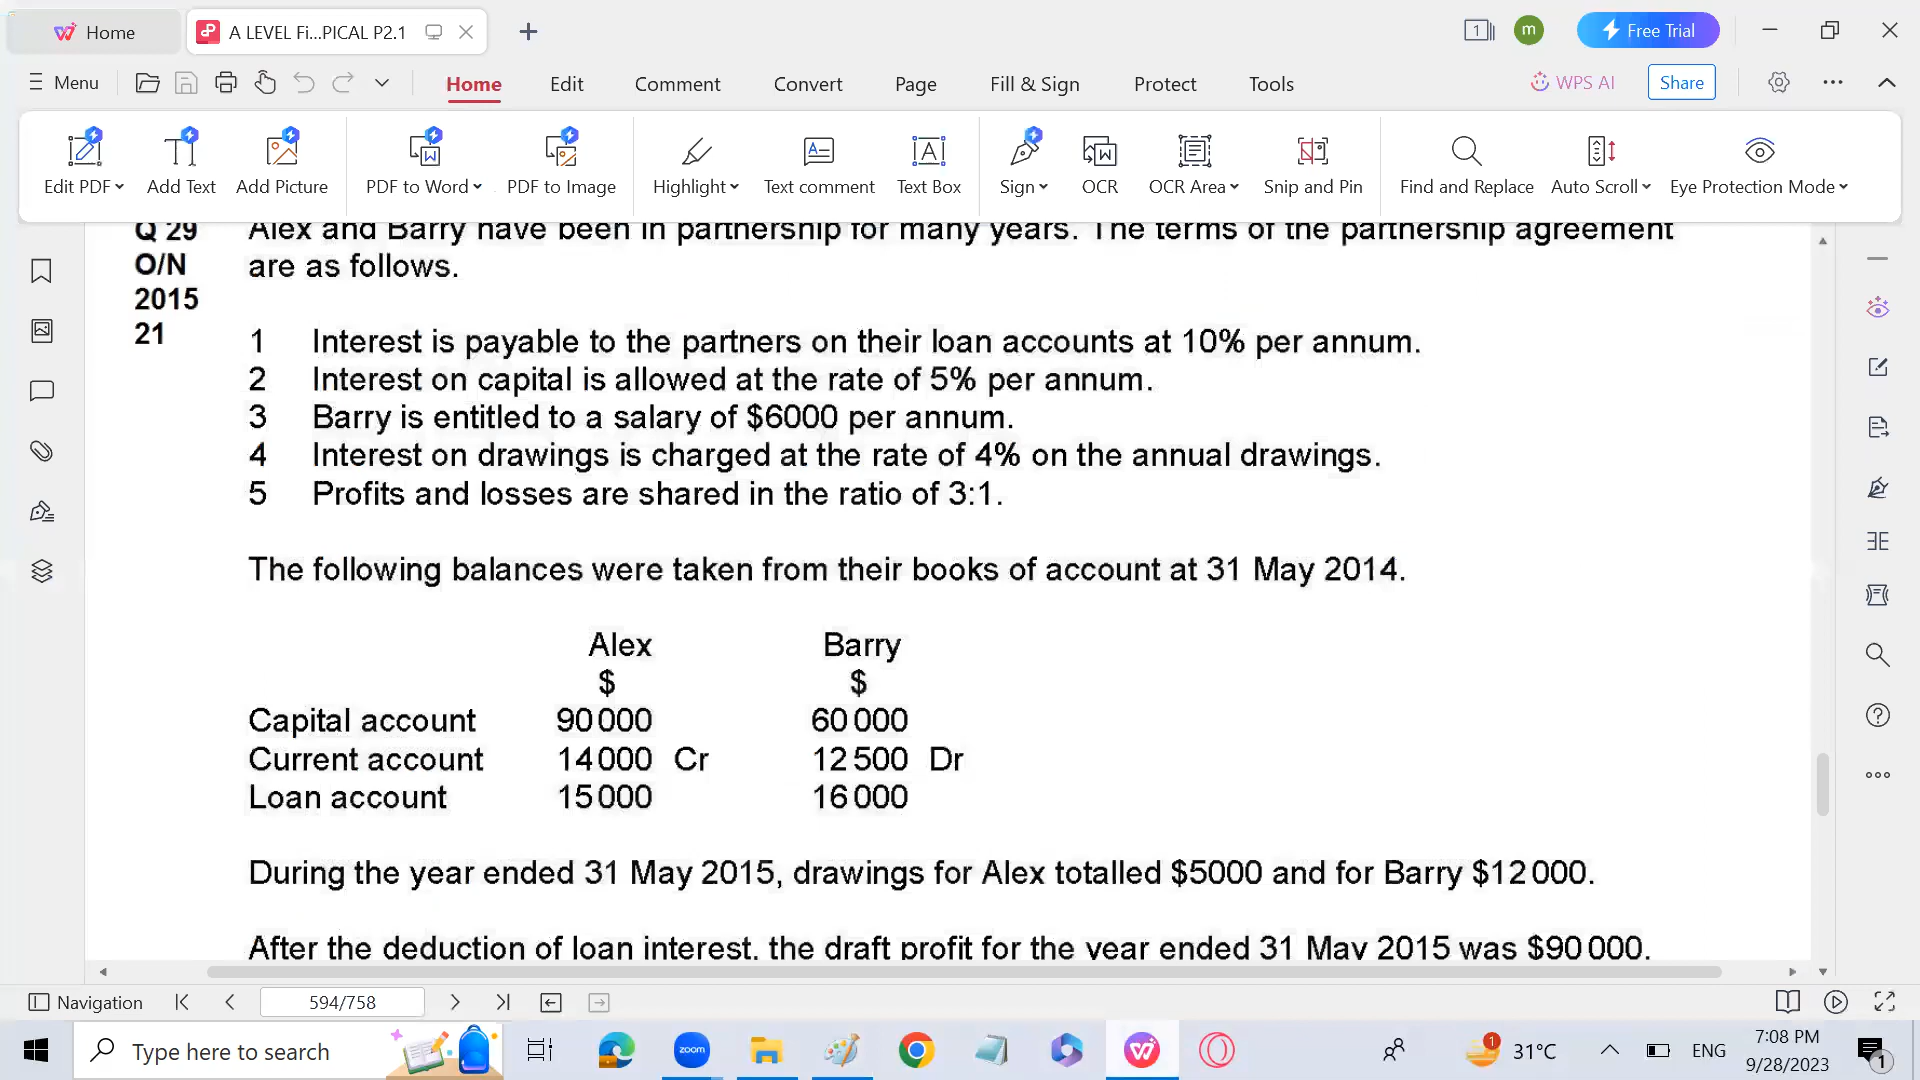 Home
A LEVEL Fi...PICAL P2.1
1
m
Free Trial
Menu
Home
Edit
Comment
Convert
Page
Fill & Sign
Protect
Tools
WPS AI
Share
Edit PDF
Add Text
Add Picture
PDF to Word
PDF to Image
Highlight
Text comment
Text Box
Sign
OCR
OCR Area
Snip and Pin
Find and Replace
Auto Scroll
Eye Protection Mode
Q 29
O/N
2015
21
Alex and Barry have been in partnership for many years. The terms of the partnership agreement
are as follows.
1 Interest is payable to the partners on their loan accounts at 10% per annum.
2 Interest on capital is allowed at the rate of 5% per annum.
3 Barry is entitled to a salary of $6000 per annum.
4 Interest on drawings is charged at the rate of 4% on the annual drawings.
5 Profits and losses are shared in the ratio of 3:1.
The following balances were taken from their books of account at 31 May 2014.
Alex Barry
$ $
Capital account 90 000 60 000
Current account 14 000 Cr 12 500 Dr
Loan account 15 000 16 000
During the year ended 31 May 2015, drawings for Alex totalled $5000 and for Barry $12 000.
After the deduction of loan interest, the draft profit for the year ended 31 May 2015 was $90 000.
Navigation
594/758
Type here to search
zoom
1
31°C
ENG
7:08 PM
9/28/2023
1